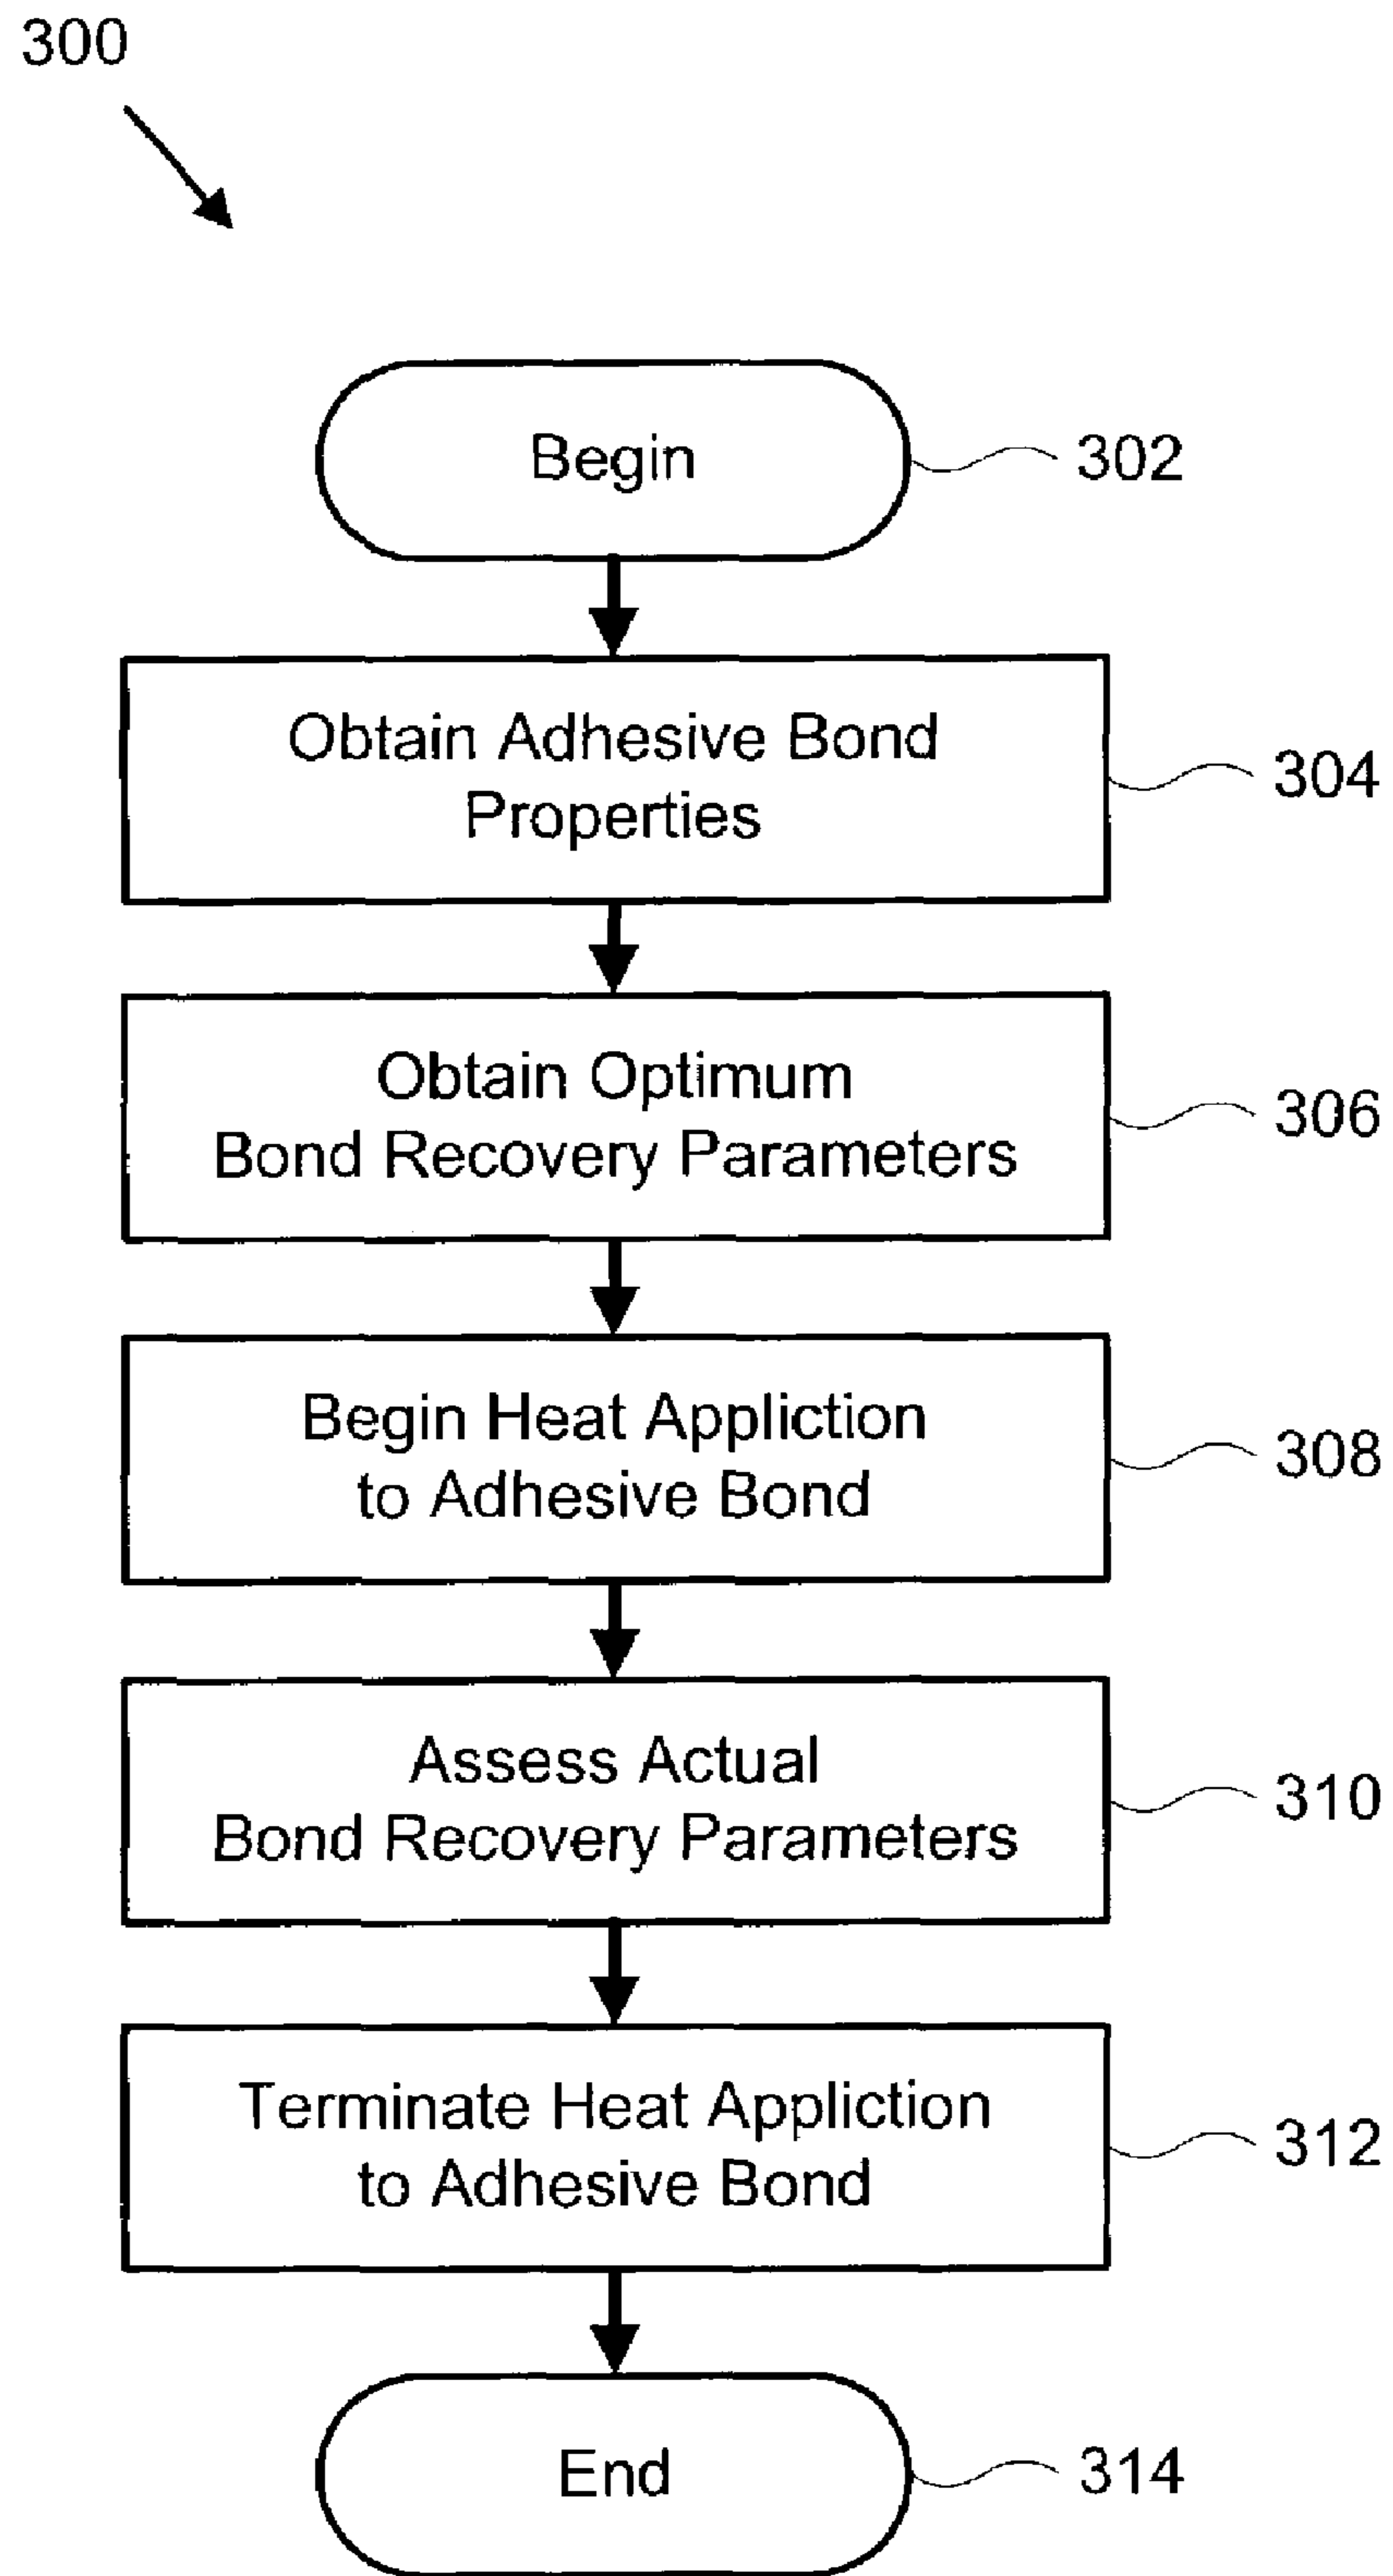 300
Begin
302
Obtain Adhesive Bond
Properties
304
Obtain Optimum
Bond Recovery Parameters
306
Begin Heat Appliction
to Adhesive Bond
308
Assess Actual
Bond Recovery Parameters
310
Terminate Heat Appliction
to Adhesive Bond
312
End
314